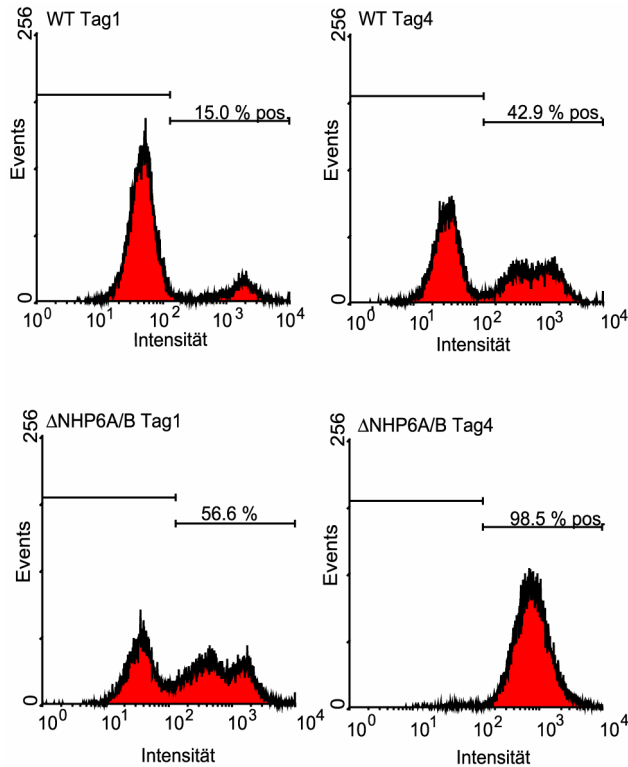 WT Tag1
256
15.0 % pos.
Events
0
10^0 10^1 10^2 10^3 10^4
Intensität
WT Tag4
256
42.9 % pos.
Events
0
10^0 10^1 10^2 10^3 10^4
Intensität
ΔNHP6A/B Tag1
256
56.6 %
Events
0
10^0 10^1 10^2 10^3 10^4
Intensität
ΔNHP6A/B Tag4
256
98.5 % pos.
Events
0
10^0 10^1 10^2 10^3 10^4
Intensität